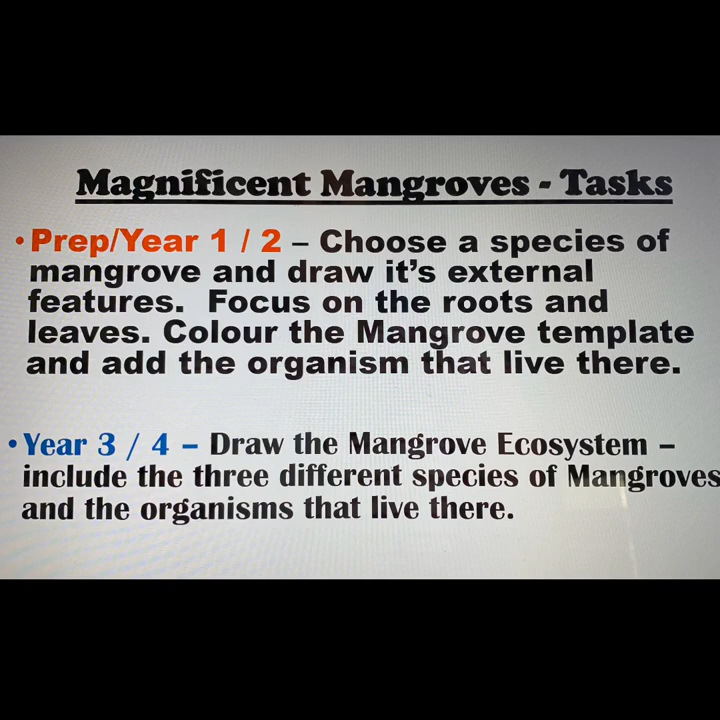 Magnificent Mangroves - Tasks
• Prep/Year 1 / 2 – Choose a species of
mangrove and draw it’s external
features. Focus on the roots and
leaves. Colour the Mangrove template
and add the organism that live there.
• Year 3 / 4 – Draw the Mangrove Ecosystem –
include the three different species of Mangroves
and the organisms that live there.